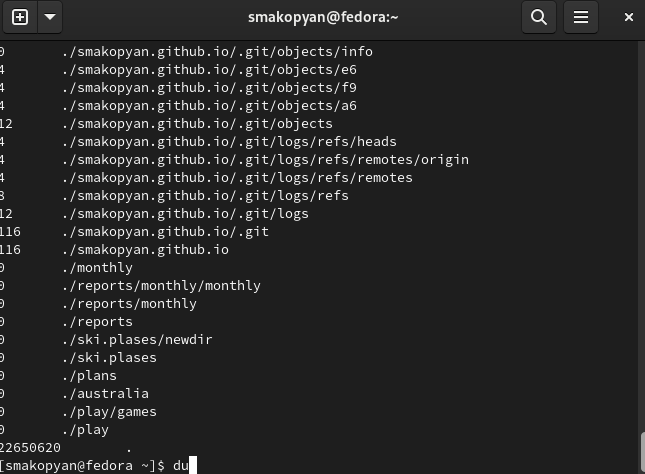 smakopyan@fedora:~
0 ./smakopyan.github.io/.git/objects/info
4 ./smakopyan.github.io/.git/objects/e6
4 ./smakopyan.github.io/.git/objects/f9
4 ./smakopyan.github.io/.git/objects/a6
12 ./smakopyan.github.io/.git/objects
4 ./smakopyan.github.io/.git/logs/refs/heads
4 ./smakopyan.github.io/.git/logs/refs/remotes/origin
4 ./smakopyan.github.io/.git/logs/refs/remotes
8 ./smakopyan.github.io/.git/logs/refs
12 ./smakopyan.github.io/.git/logs
116 ./smakopyan.github.io/.git
116 ./smakopyan.github.io
0 ./monthly
0 ./reports/monthly/monthly
0 ./reports/monthly
0 ./reports
0 ./ski.plases/newdir
0 ./ski.plases
0 ./plans
0 ./australia
0 ./play/games
0 ./play
22650620 .
[smakopyan@fedora ~]$ du